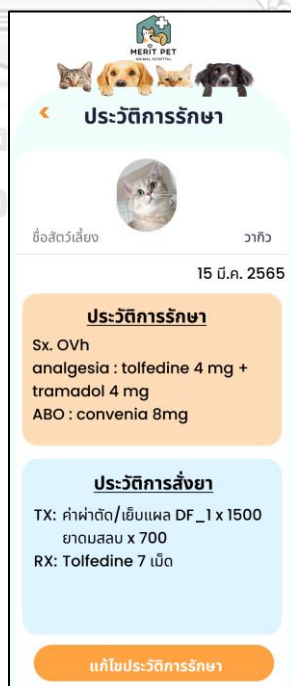 MERIT PET
ANIMAL HOSPITAL
ประวัติการรักษา
ชื่อสัตว์เลี้ยง วากิว
15 มี.ค. 2565
ประวัติการรักษา
Sx. OVh
analgesia : tolfedine 4 mg +
tramadol 4 mg
ABO : convenia 8mg
ประวัติการสั่งยา
TX: ค่าผ่าตัด/เย็บแผล DF_1 x 1500
ยาดมสลบ x 700
RX: Tolfedine 7 เม็ด
แก้ไขประวัติการรักษา